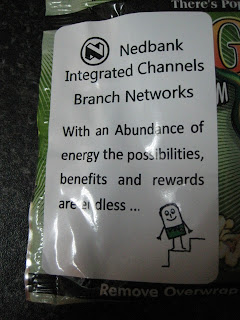 There's Po
G
Nedbank
Integrated Channels
Branch Networks
With an Abundance of
energy the possibilities,
benefits and rewards
are endless ...
M
Remove Overwrap